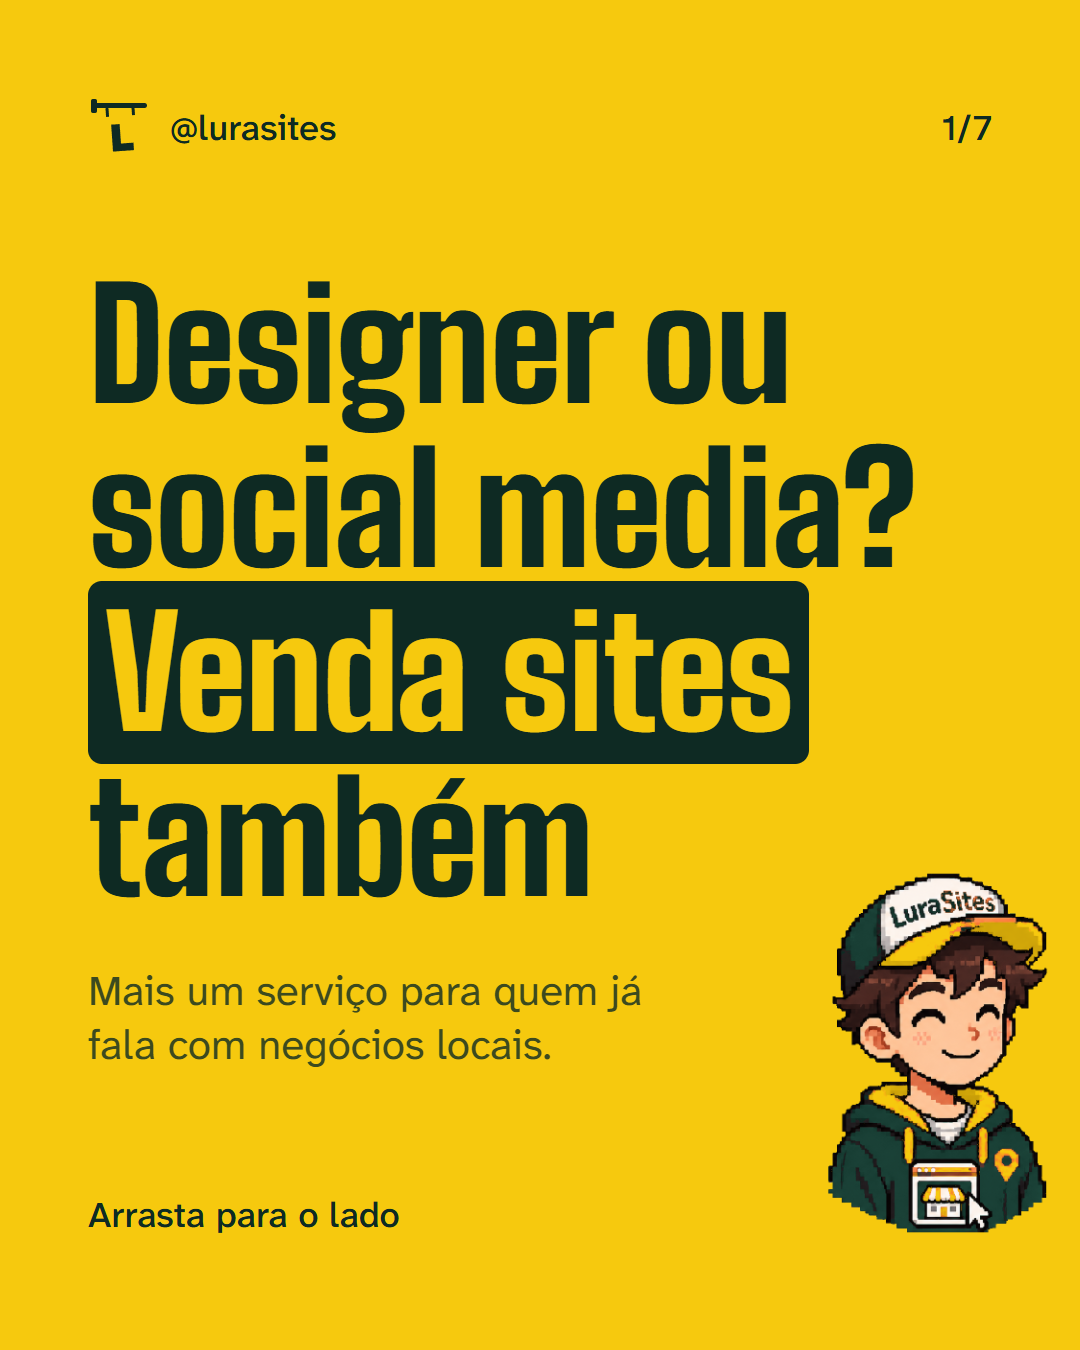 @lurasites
1/7
Designer ou
social media?
Venda sites
também
LuraSites
Mais um serviço para quem já
fala com negócios locais.
Arrasta para o lado